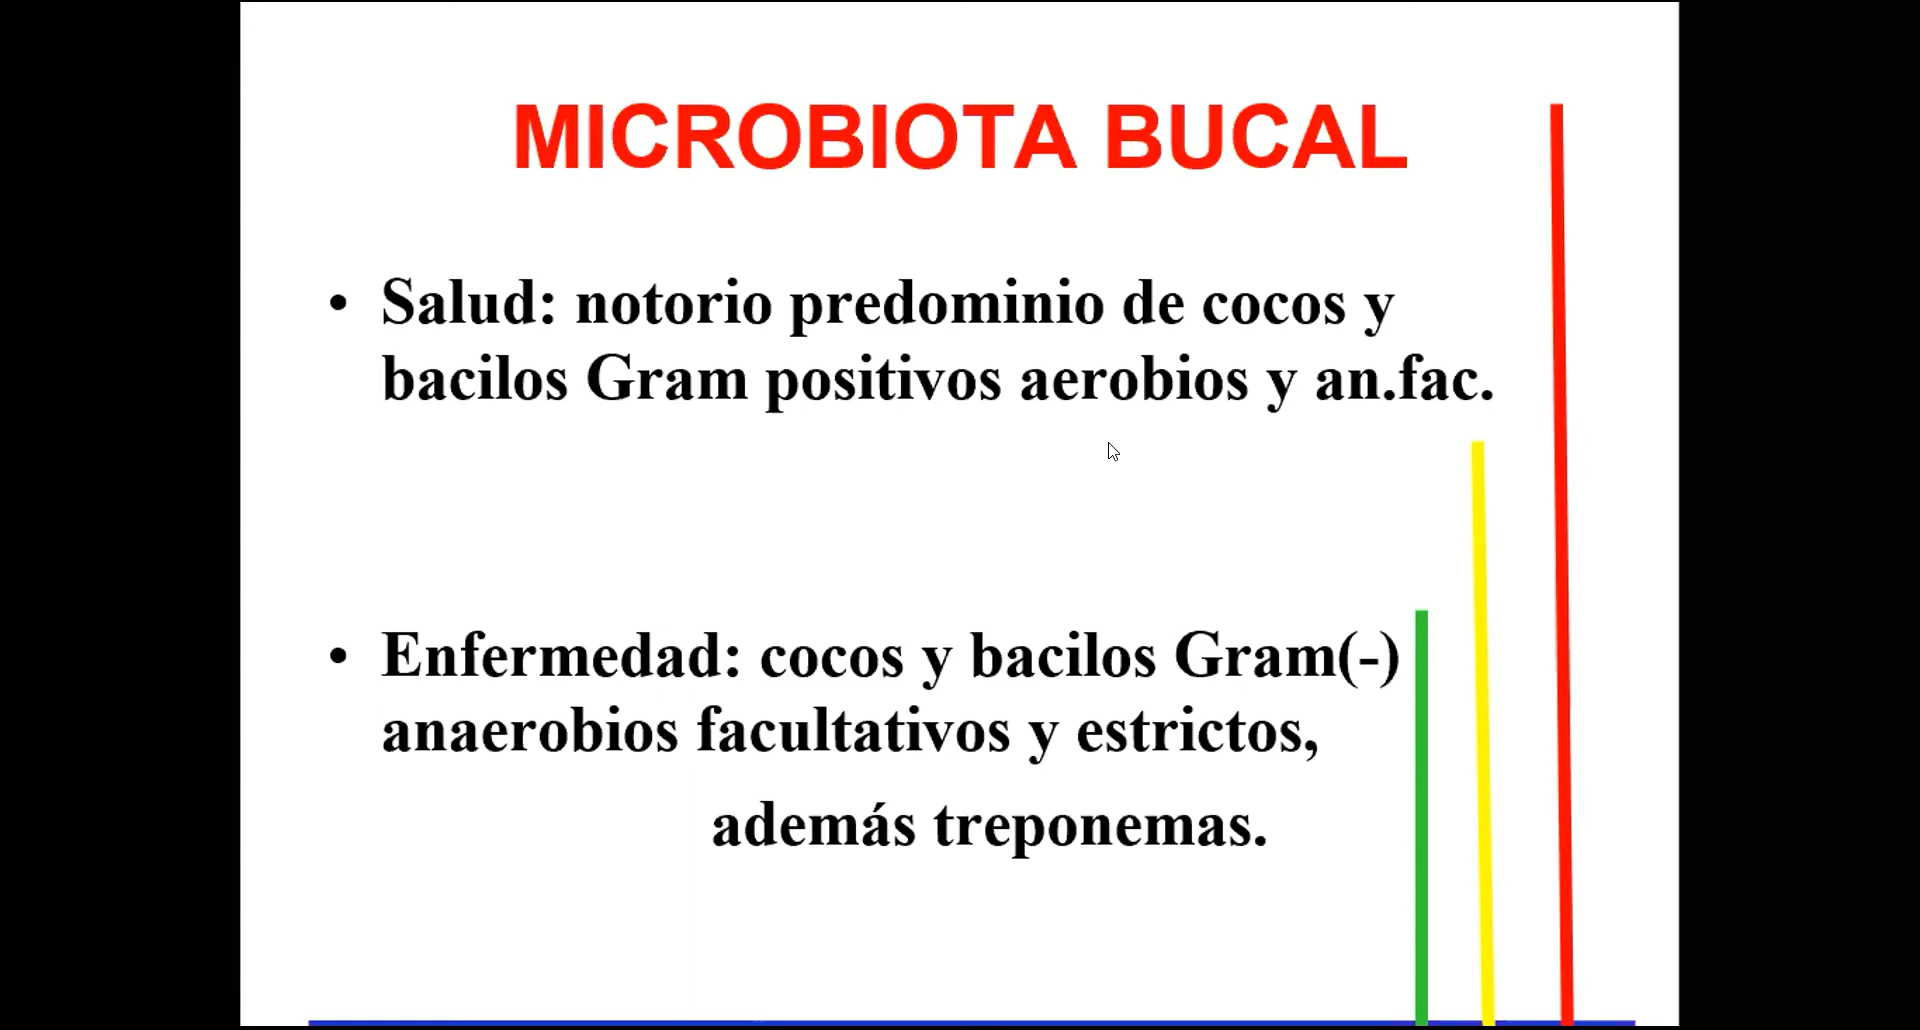 MICROBIOTA BUCAL
• Salud: notorio predominio de cocos y
bacilos Gram positivos aerobios y an.fac.
• Enfermedad: cocos y bacilos Gram(-)
anaerobios facultativos y estrictos,
además treponemas.